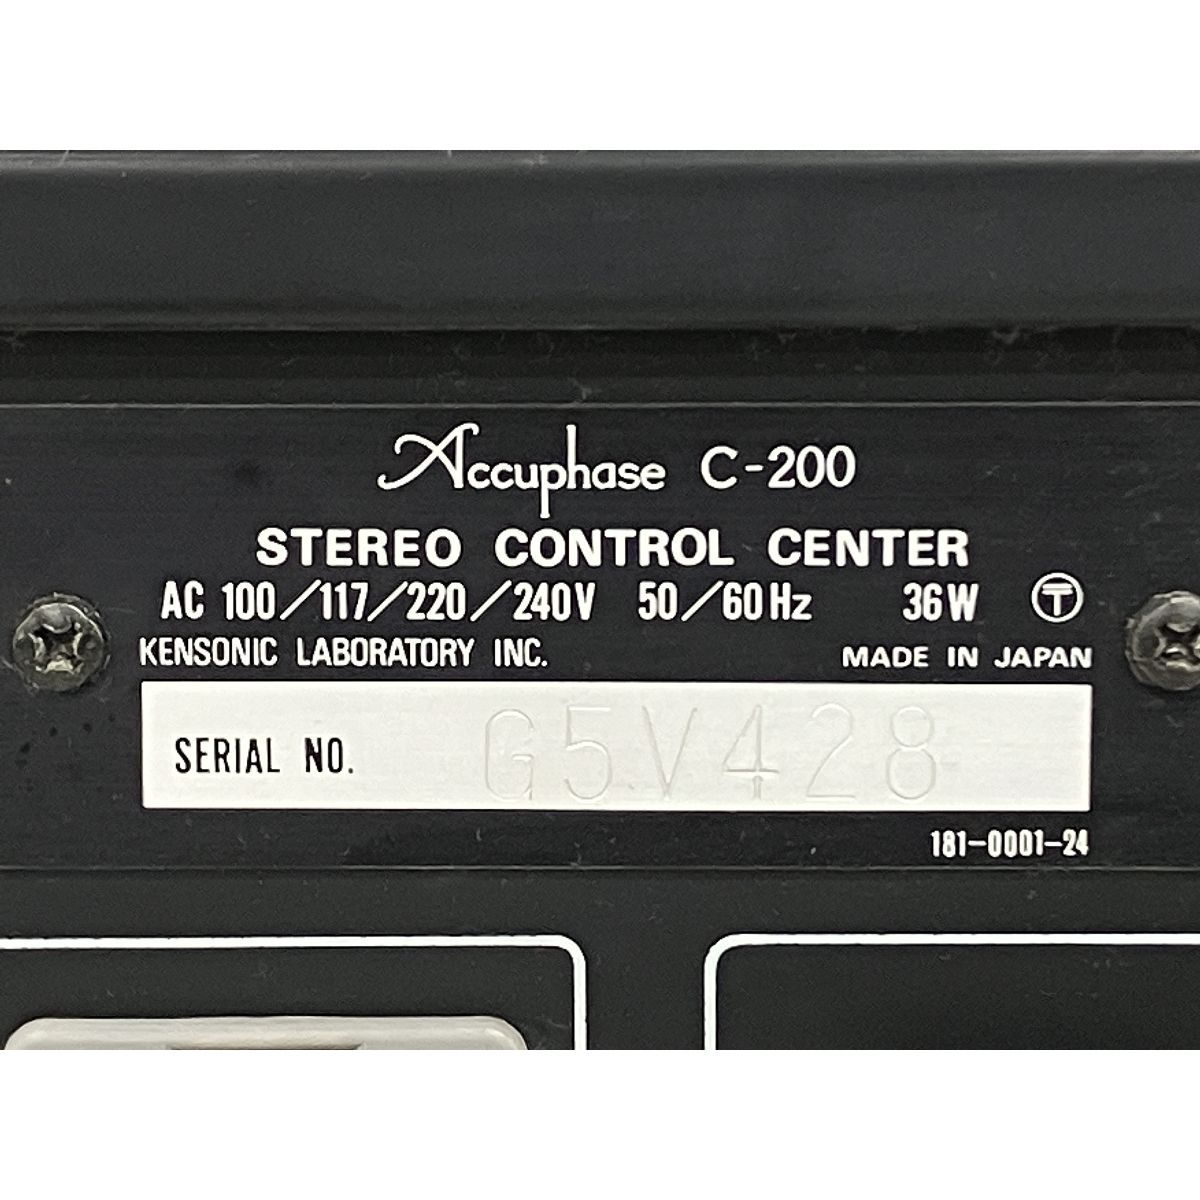 Accuphase C-200
STEREO CONTROL CENTER
AC 100/117/220/240V 50/60Hz 36W T
KENSONIC LABORATORY INC. MADE IN JAPAN
SERIAL NO. G5V428
181-0001-24